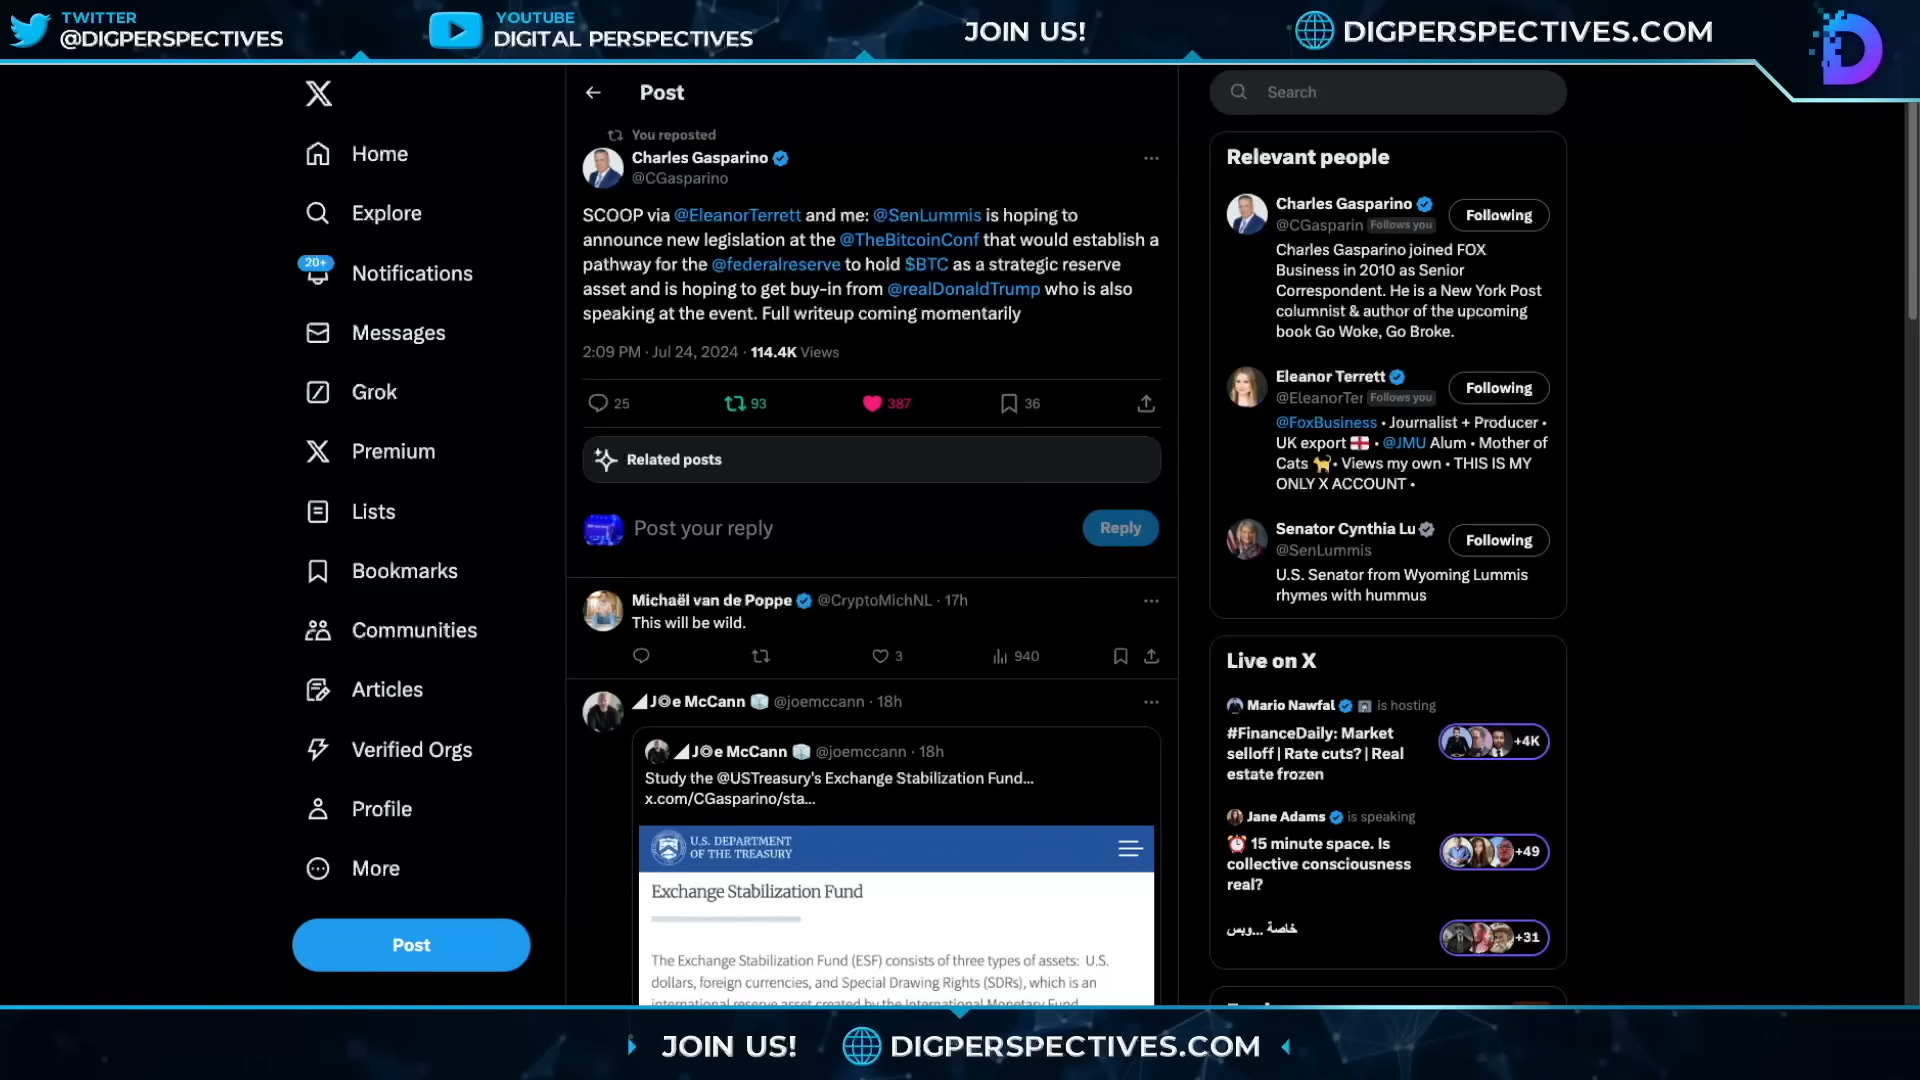 TWITTER
@DIGPERSPECTIVES
YOUTUBE
DIGITAL PERSPECTIVES
JOIN US!
DIGPERSPECTIVES.COM
Home
Explore
20+
Notifications
Messages
Grok
Premium
Lists
Bookmarks
Communities
Articles
Verified Orgs
Profile
More
Post
Post
You reposted
Charles Gasparino
@CGasparino
SCOOP via @EleanorTerrett and me: @SenLummis is hoping to
announce new legislation at the @TheBitcoinConf that would establish a
pathway for the @federalreserve to hold $BTC as a strategic reserve
asset and is hoping to get buy-in from @realDonaldTrump who is also
speaking at the event. Full writeup coming momentarily
2:09 PM · Jul 24, 2024 · 114.4K Views
25 93 387 36
Related posts
Post your reply
Reply
Michaël van de Poppe @CryptoMichNL · 17h
This will be wild.
3 940
J◎e McCann @joemccann · 18h
J◎e McCann @joemccann · 18h
Study the @USTreasury's Exchange Stabilization Fund...
x.com/CGasparino/sta...
U.S. DEPARTMENT
OF THE TREASURY
Exchange Stabilization Fund
The Exchange Stabilization Fund (ESF) consists of three types of assets: U.S.
dollars, foreign currencies, and Special Drawing Rights (SDRs), which is an
international reserve asset created by the International Monetary Fund
Search
Relevant people
Charles Gasparino
@CGasparin Follows you
Following
Charles Gasparino joined FOX
Business in 2010 as Senior
Correspondent. He is a New York Post
columnist & author of the upcoming
book Go Woke, Go Broke.
Eleanor Terrett
@EleanorTer Follows you
Following
@FoxBusiness • Journalist + Producer •
UK export 🏴󠁧󠁢󠁥󠁮󠁧󠁿 • @JMU Alum • Mother of
Cats 🐈 • Views my own • THIS IS MY
ONLY X ACCOUNT •
Senator Cynthia Lu
@SenLummis
Following
U.S. Senator from Wyoming Lummis
rhymes with hummus
Live on X
Mario Nawfal is hosting
#FinanceDaily: Market
selloff | Rate cuts? | Real
estate frozen
+4K
Jane Adams is speaking
⏰ 15 minute space. Is
collective consciousness
real?
+49
خاصة ...وبس
+31
JOIN US!
DIGPERSPECTIVES.COM